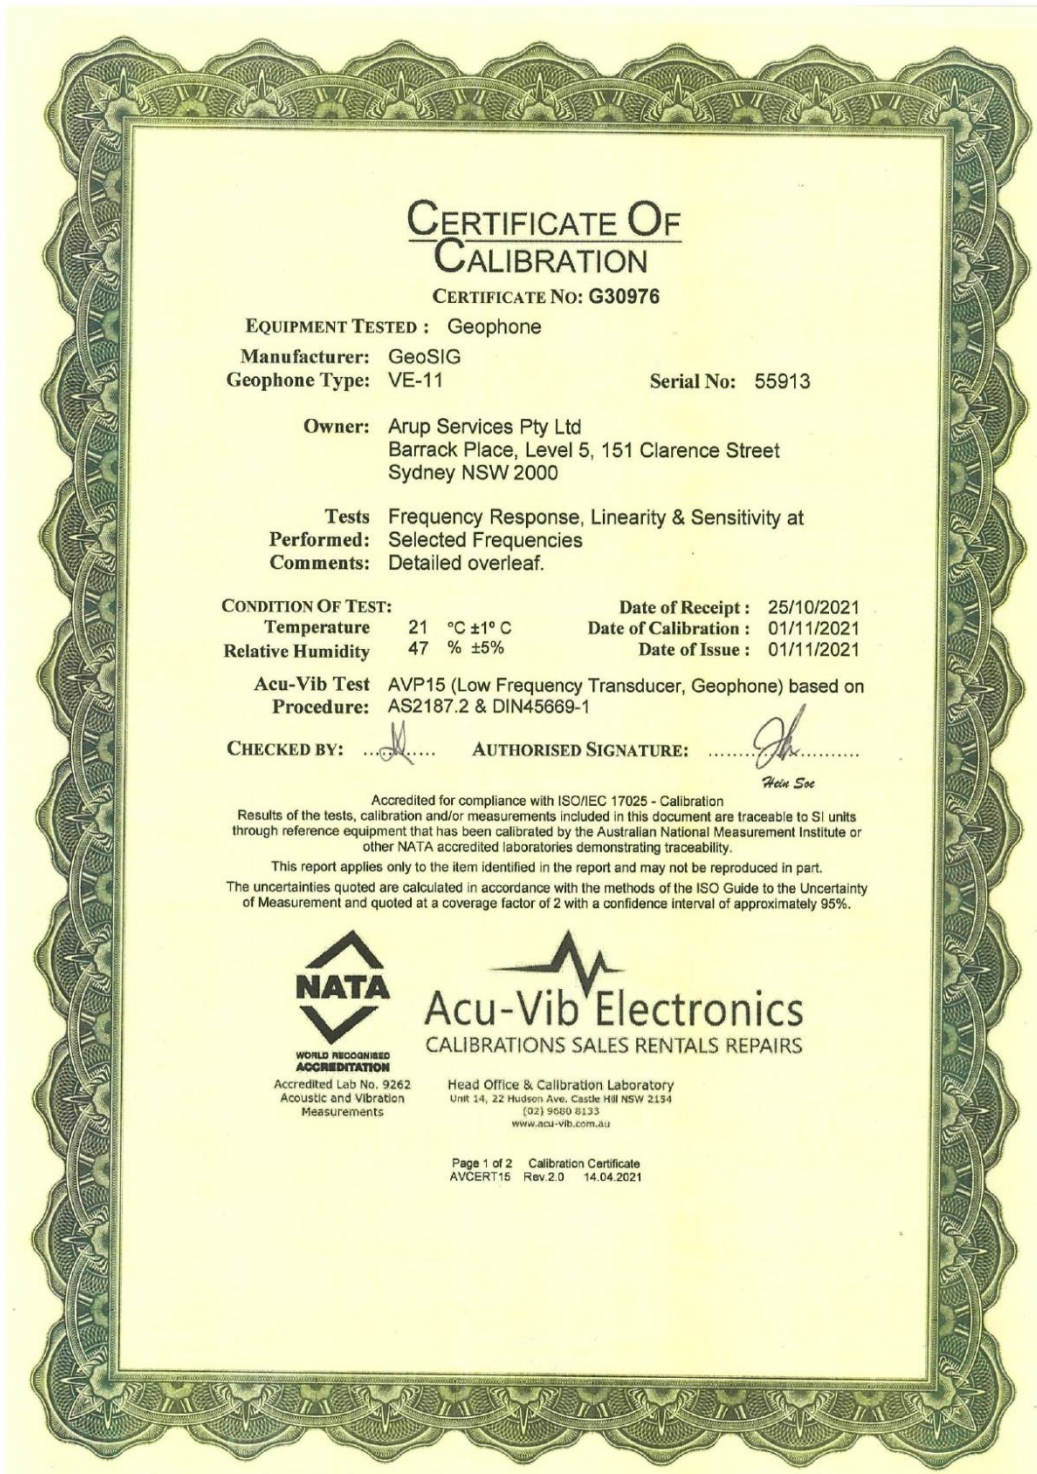 CERTIFICATE OF
CALIBRATION
CERTIFICATE NO: G30976
EQUIPMENT TESTED : Geophone
Manufacturer: GeoSIG
Geophone Type: VE-11 Serial No: 55913
Owner: Arup Services Pty Ltd
Barrack Place, Level 5, 151 Clarence Street
Sydney NSW 2000
Tests Frequency Response, Linearity & Sensitivity at
Performed: Selected Frequencies
Comments: Detailed overleaf.
CONDITION OF TEST: Date of Receipt : 25/10/2021
Temperature 21 °C ±1° C Date of Calibration : 01/11/2021
Relative Humidity 47 % ±5% Date of Issue : 01/11/2021
Acu-Vib Test AVP15 (Low Frequency Transducer, Geophone) based on
Procedure: AS2187.2 & DIN45669-1
CHECKED BY: AUTHORISED SIGNATURE:
Hein Soe
Accredited for compliance with ISO/IEC 17025 - Calibration
Results of the tests, calibration and/or measurements included in this document are traceable to SI units
through reference equipment that has been calibrated by the Australian National Measurement Institute or
other NATA accredited laboratories demonstrating traceability.
This report applies only to the item identified in the report and may not be reproduced in part.
The uncertainties quoted are calculated in accordance with the methods of the ISO Guide to the Uncertainty
of Measurement and quoted at a coverage factor of 2 with a confidence interval of approximately 95%.
NATA
WORLD RECOGNISED
ACCREDITATION
Accredited Lab No. 9262
Acoustic and Vibration
Measurements
Acu-Vib Electronics
CALIBRATIONS SALES RENTALS REPAIRS
Head Office & Calibration Laboratory
Unit 14, 22 Hudson Ave. Castle Hill NSW 2154
(02) 9680 8133
www.acu-vib.com.au
Page 1 of 2 Calibration Certificate
AVCERT15 Rev.2.0 14.04.2021